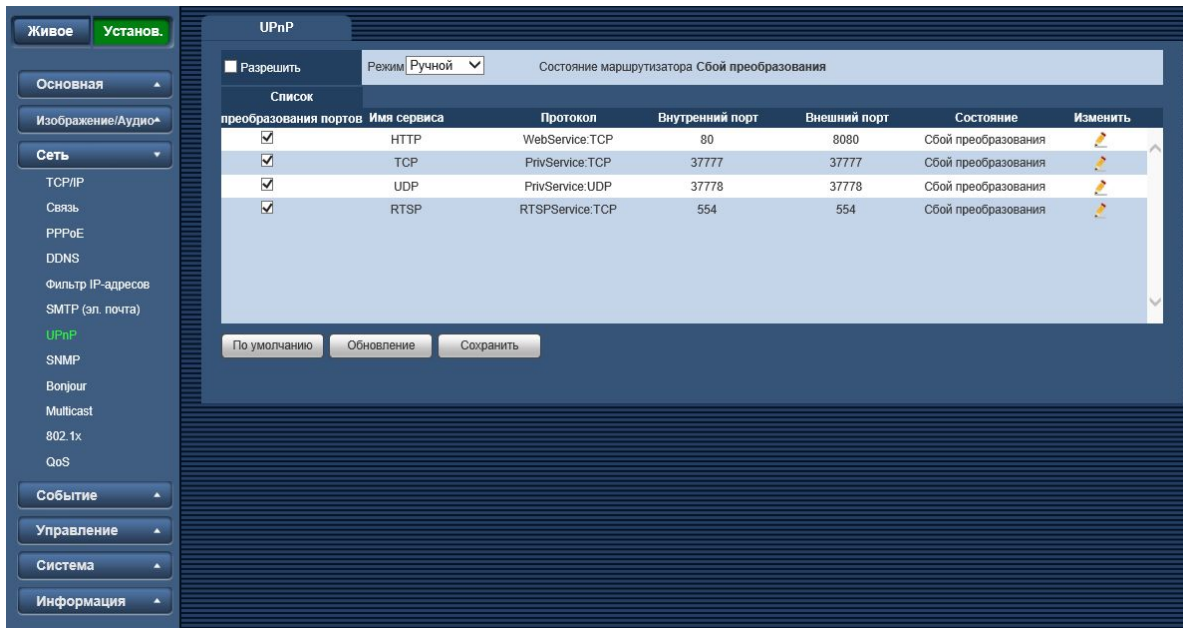 Живое Установ.
Основная
Изображение/Аудио
Сеть
TCP/IP
Связь
PPPoE
DDNS
Фильтр IP-адресов
SMTP (эл. почта)
UPnP
SNMP
Bonjour
Multicast
802.1x
QoS
Событие
Управление
Система
Информация
UPnP
Разрешить Режим Ручной Состояние маршрутизатора Сбой преобразования
Список
преобразования портов Имя сервиса Протокол Внутренний порт Внешний порт Состояние Изменить
HTTP WebService:TCP 80 8080 Сбой преобразования
TCP PrivService:TCP 37777 37777 Сбой преобразования
UDP PrivService:UDP 37778 37778 Сбой преобразования
RTSP RTSPService:TCP 554 554 Сбой преобразования
По умолчанию Обновление Сохранить